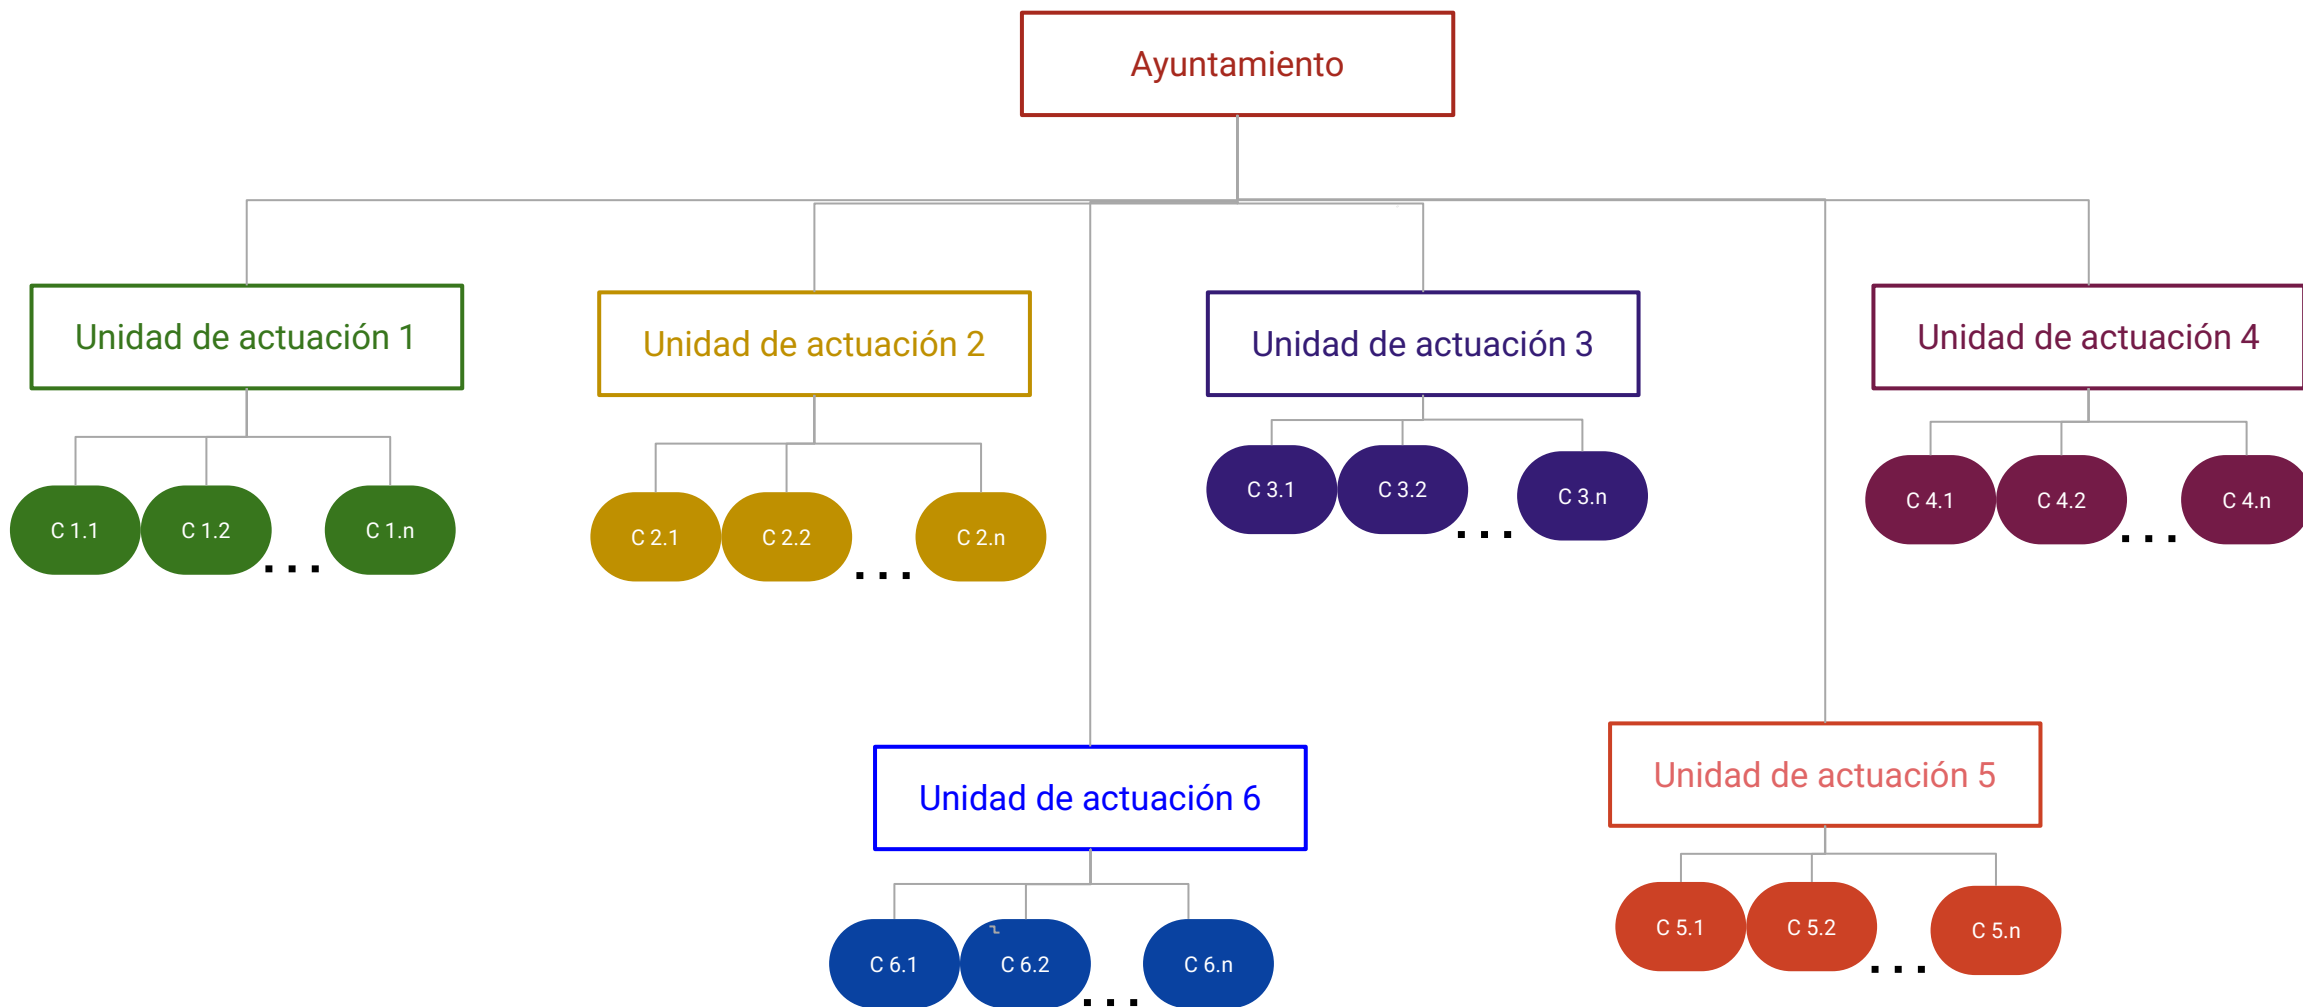 Ayuntamiento
Unidad de actuación 1
Unidad de actuación 2
Unidad de actuación 3
Unidad de actuación 4
C 1.1
C 1.2
...
C 1.n
C 2.1
C 2.2
...
C 2.n
C 3.1
C 3.2
...
C 3.n
C 4.1
C 4.2
...
C 4.n
Unidad de actuación 6
Unidad de actuación 5
C 6.1
C 6.2
...
C 6.n
C 5.1
C 5.2
...
C 5.n